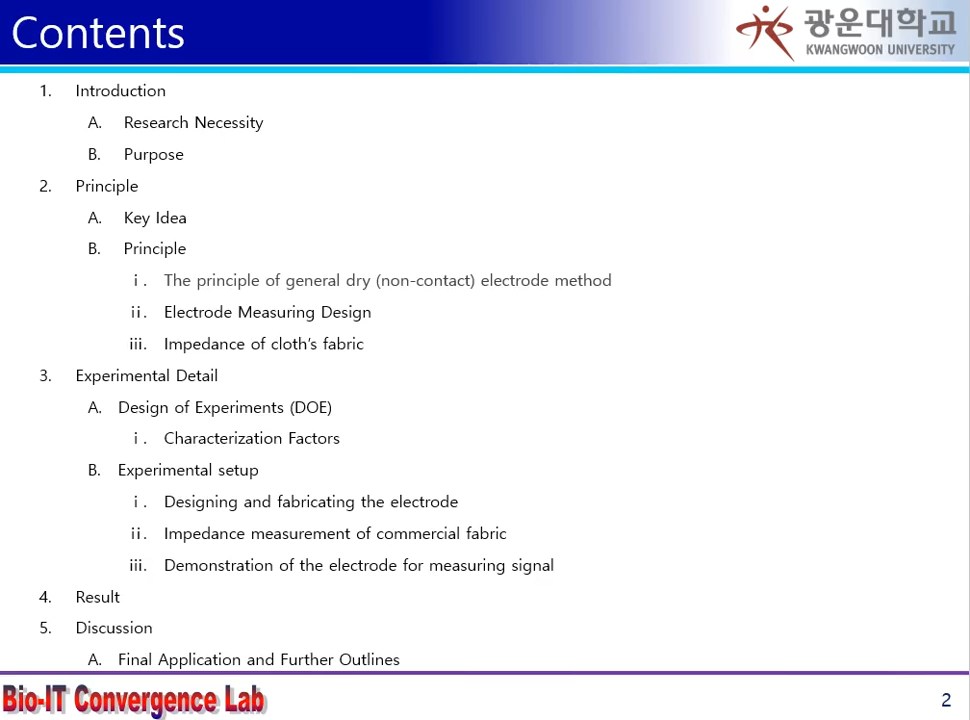 Contents
광운대학교
KWANGWOON UNIVERSITY
1. Introduction
A. Research Necessity
B. Purpose
2. Principle
A. Key Idea
B. Principle
ⅰ. The principle of general dry (non-contact) electrode method
ⅱ. Electrode Measuring Design
ⅲ. Impedance of cloth's fabric
3. Experimental Detail
A. Design of Experiments (DOE)
ⅰ. Characterization Factors
B. Experimental setup
ⅰ. Designing and fabricating the electrode
ⅱ. Impedance measurement of commercial fabric
ⅲ. Demonstration of the electrode for measuring signal
4. Result
5. Discussion
A. Final Application and Further Outlines
Bio-IT Convergence Lab
2